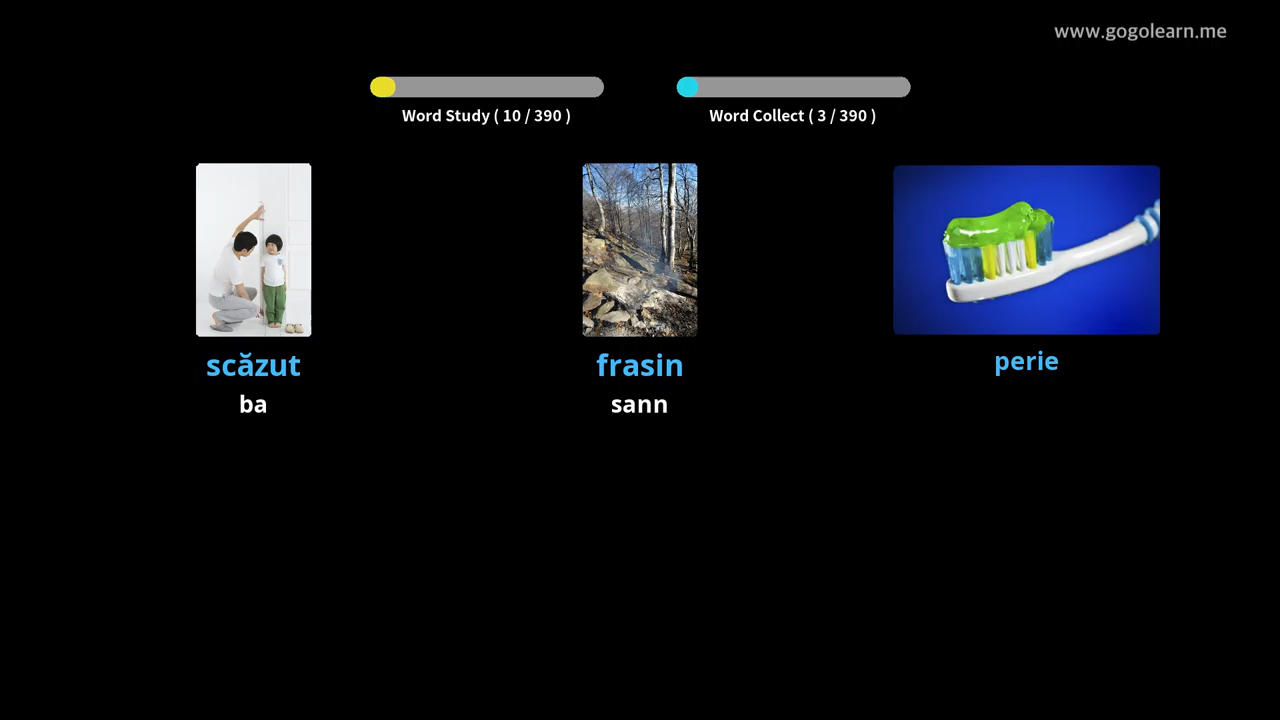 www.gogolearn.me
Word Study ( 10 / 390 )
Word Collect ( 3 / 390 )
scăzut
ba
frasin
sann
perie